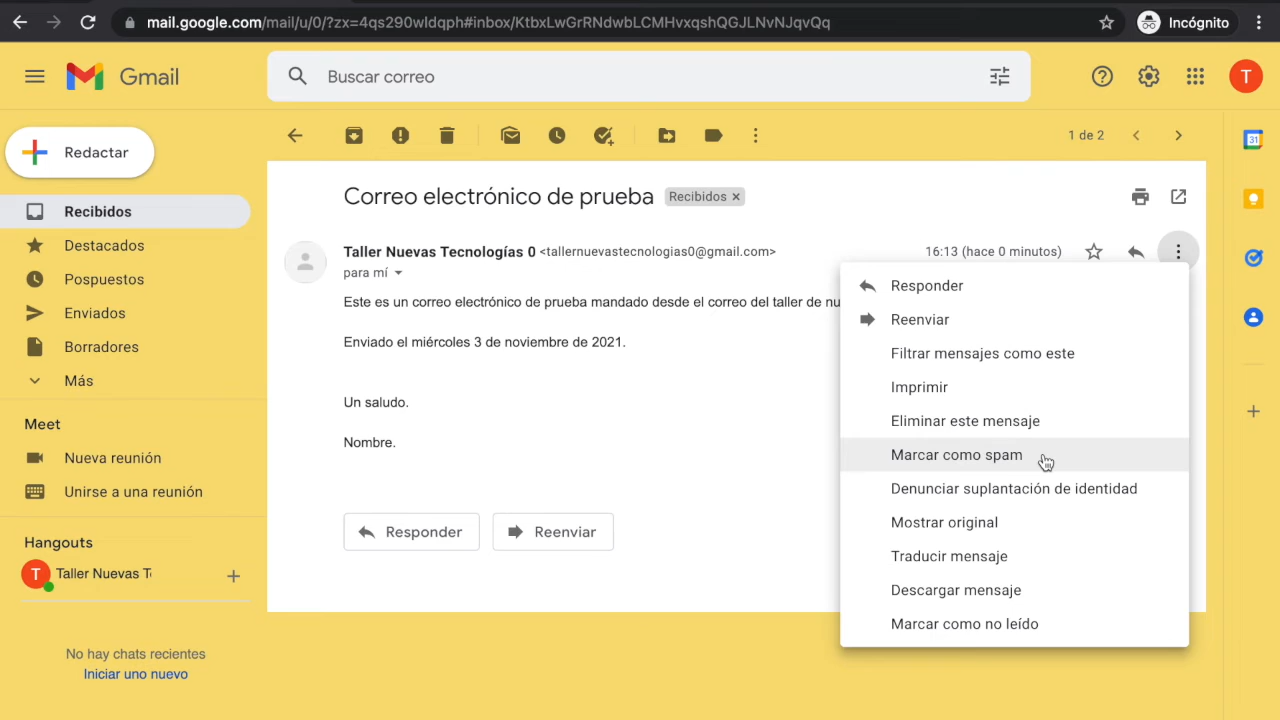 mail.google.com/mail/u/0/?zx=4qs290wldqph#inbox/KtbxLwGrRNdwbLCMHvxqshQGJLNvNJqvQq
Incógnito
Gmail
Buscar correo
T
Redactar
1 de 2
31
Recibidos
Destacados
Pospuestos
Enviados
Borradores
Más
Meet
Nueva reunión
Unirse a una reunión
Hangouts
T
Taller Nuevas Te
No hay chats recientes
Iniciar uno nuevo
Correo electrónico de prueba
Recibidos ×
Taller Nuevas Tecnologías 0 <tallernuevastecnologias0@gmail.com>
16:13 (hace 0 minutos)
para mí
Este es un correo electrónico de prueba mandado desde el correo del taller de nu
Enviado el miércoles 3 de noviembre de 2021.
Un saludo.
Nombre.
Responder
Reenviar
Responder
Reenviar
Filtrar mensajes como este
Imprimir
Eliminar este mensaje
Marcar como spam
Denunciar suplantación de identidad
Mostrar original
Traducir mensaje
Descargar mensaje
Marcar como no leído